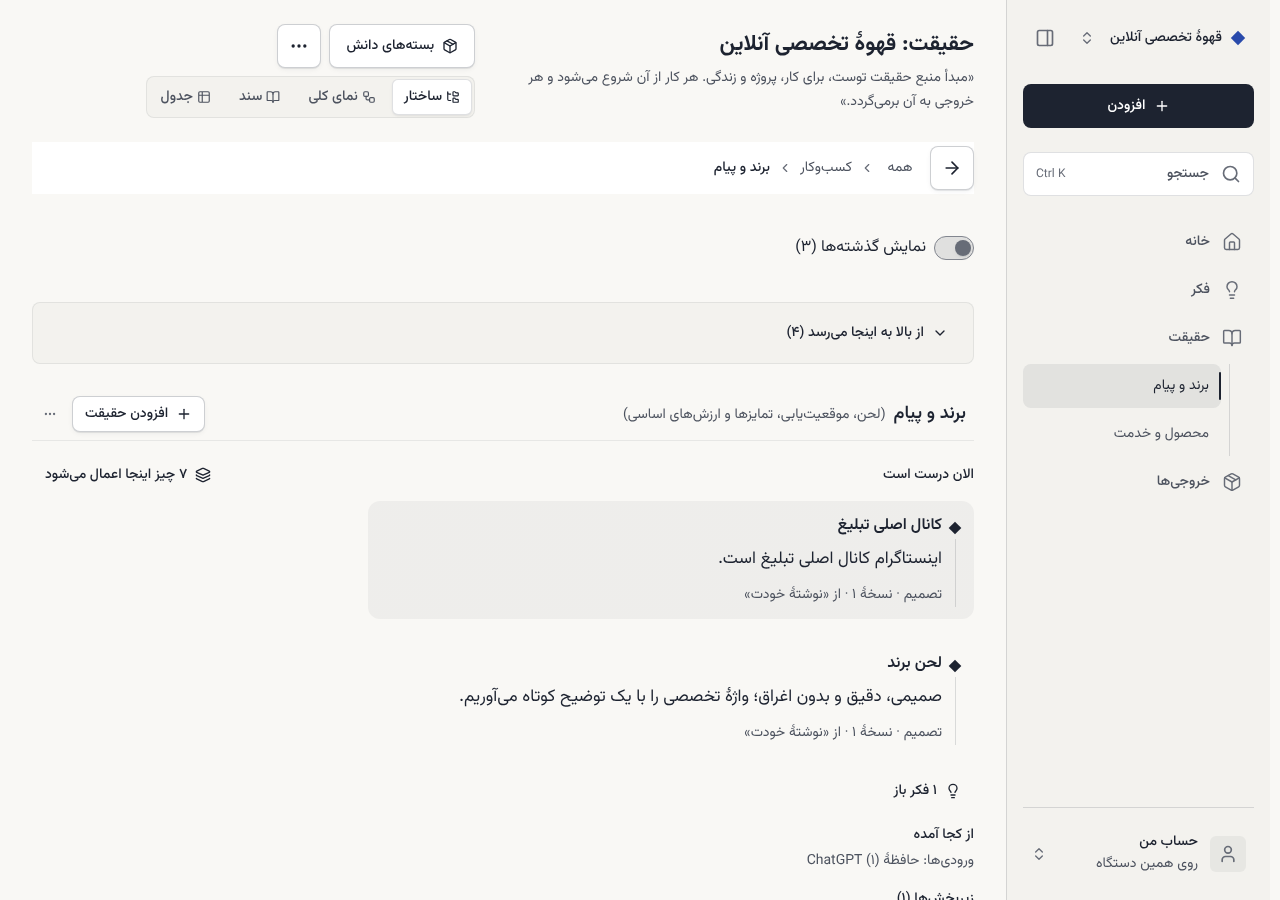 قهوهٔ تخصصی آنلاین
افزودن
جستجو
Ctrl K
خانه
فکر
حقیقت
برند و پیام
محصول و خدمت
خروجی‌ها
حساب من
روی همین دستگاه
حقیقت: قهوهٔ تخصصی آنلاین
«مبدأ منبع حقیقت توست، برای کار، پروژه و زندگی. هر کار از آن شروع می‌شود و هر
خروجی به آن برمی‌گردد.»
بسته‌های دانش
ساختار
نمای کلی
سند
جدول
همه
کسب‌وکار
برند و پیام
نمایش گذشته‌ها (۳)
از بالا به اینجا می‌رسد (۴)
برند و پیام (لحن، موقعیت‌یابی، تمایزها و ارزش‌های اساسی)
افزودن حقیقت
الان درست است
۷ چیز اینجا اعمال می‌شود
کانال اصلی تبلیغ
اینستاگرام کانال اصلی تبلیغ است.
تصمیم · نسخهٔ ۱ · از «نوشتهٔ خودت»
لحن برند
صمیمی، دقیق و بدون اغراق؛ واژهٔ تخصصی را با یک توضیح کوتاه می‌آوریم.
تصمیم · نسخهٔ ۱ · از «نوشتهٔ خودت»
۱ فکر باز
از کجا آمده
ورودی‌ها: حافظهٔ ChatGPT (۱)
زیربخش‌ها (۱)